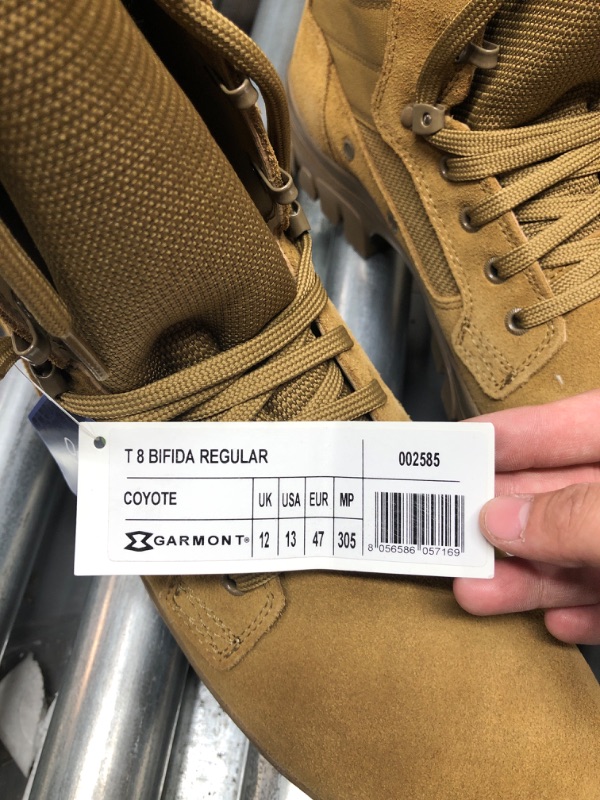 T 8 BIFIDA REGULAR 002585
COYOTE UK USA EUR MP
GARMONT® 12 13 47 305
8 056586 057169